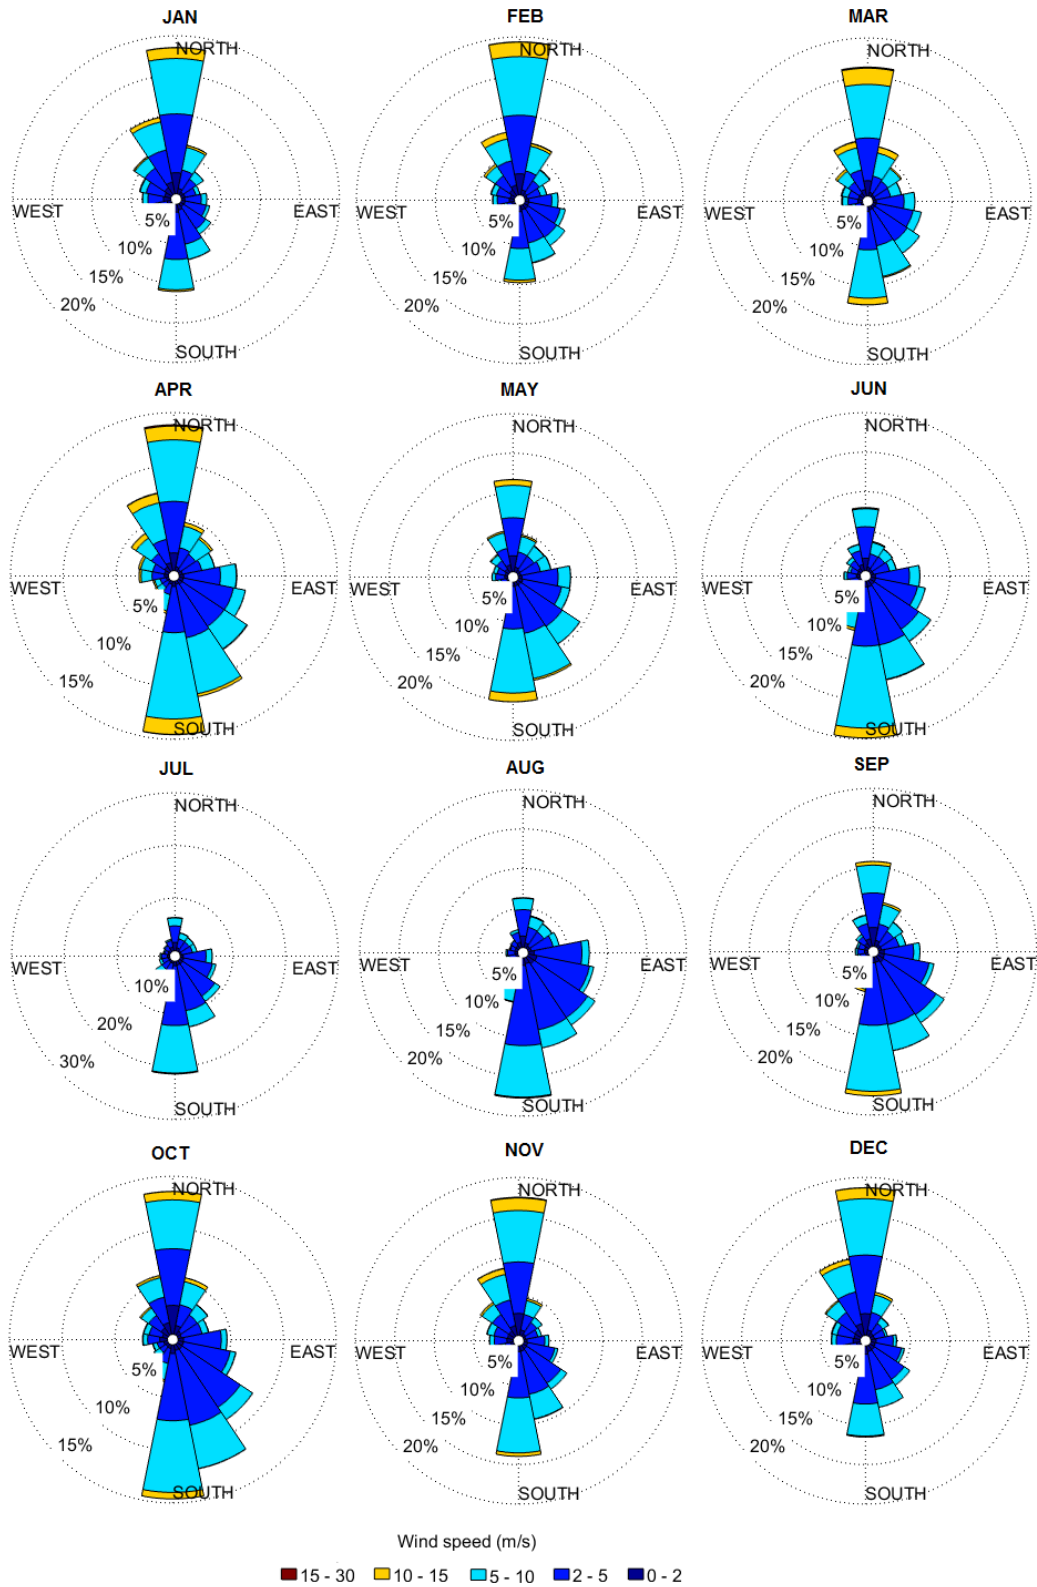 JAN
FEB
MAR
NORTH
NORTH
NORTH
WEST
EAST
WEST
EAST
WEST
EAST
5%
5%
5%
10%
10%
10%
15%
15%
15%
20%
20%
20%
SOUTH
SOUTH
SOUTH
APR
MAY
JUN
NORTH
NORTH
NORTH
WEST
EAST
WEST
EAST
WEST
EAST
5%
5%
5%
10%
10%
10%
15%
15%
15%
20%
20%
SOUTH
SOUTH
SOUTH
JUL
AUG
SEP
NORTH
NORTH
NORTH
WEST
EAST
WEST
EAST
WEST
EAST
10%
5%
5%
20%
10%
10%
30%
15%
15%
20%
20%
SOUTH
SOUTH
SOUTH
OCT
NOV
DEC
NORTH
NORTH
NORTH
WEST
EAST
WEST
EAST
WEST
EAST
5%
5%
5%
10%
10%
10%
15%
15%
15%
20%
20%
SOUTH
SOUTH
SOUTH
Wind speed (m/s)
15 - 30 10 - 15 5 - 10 2 - 5 0 - 2